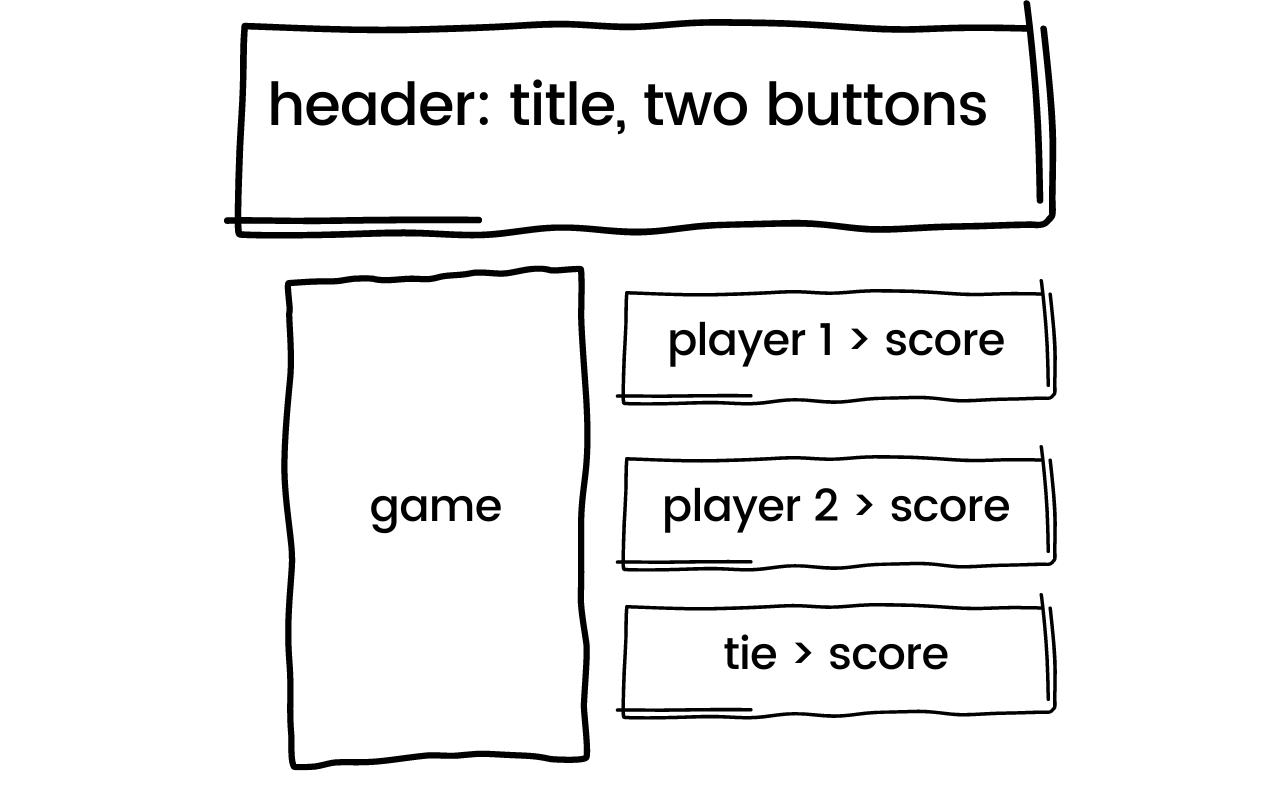 header: title, two buttons
game
player 1 > score
player 2 > score
tie > score